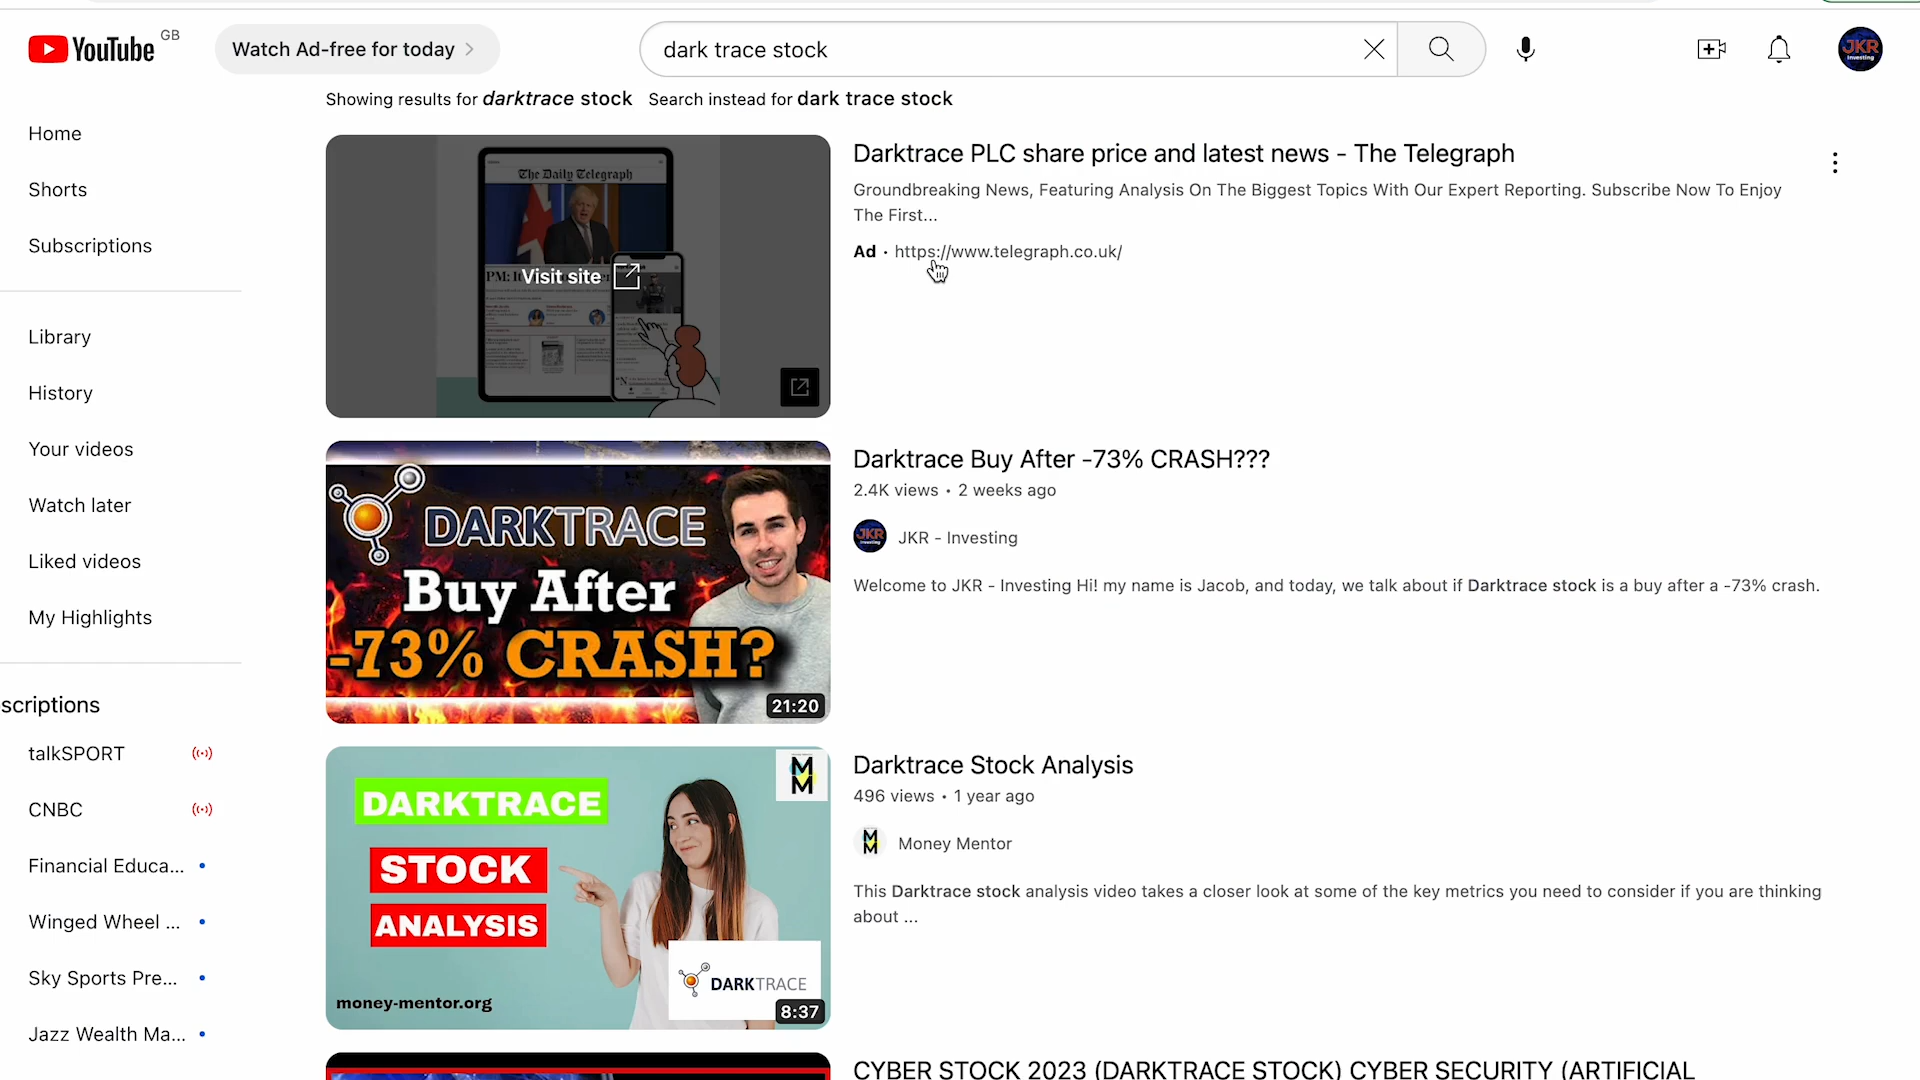 YouTube GB
Watch Ad-free for today
dark trace stock
JKR
Investing
Showing results for darktrace stock Search instead for dark trace stock
Home
Shorts
Subscriptions
Library
History
Your videos
Watch later
Liked videos
My Highlights
scriptions
talkSPORT
CNBC
Financial Educa...
Winged Wheel ...
Sky Sports Pre...
Jazz Wealth Ma...
The Daily Telegraph
Visit site
Darktrace PLC share price and latest news - The Telegraph
Groundbreaking News, Featuring Analysis On The Biggest Topics With Our Expert Reporting. Subscribe Now To Enjoy
The First...
Ad · https://www.telegraph.co.uk/
DARKTRACE
Buy After
-73% CRASH?
21:20
Darktrace Buy After -73% CRASH???
2.4K views • 2 weeks ago
JKR
JKR - Investing
Welcome to JKR - Investing Hi! my name is Jacob, and today, we talk about if Darktrace stock is a buy after a -73% crash.
DARKTRACE
STOCK
ANALYSIS
MM
DARKTRACE
money-mentor.org
8:37
Darktrace Stock Analysis
496 views • 1 year ago
MM
Money Mentor
This Darktrace stock analysis video takes a closer look at some of the key metrics you need to consider if you are thinking
about ...
CYBER STOCK 2023 (DARKTRACE STOCK) CYBER SECURITY (ARTIFICIAL